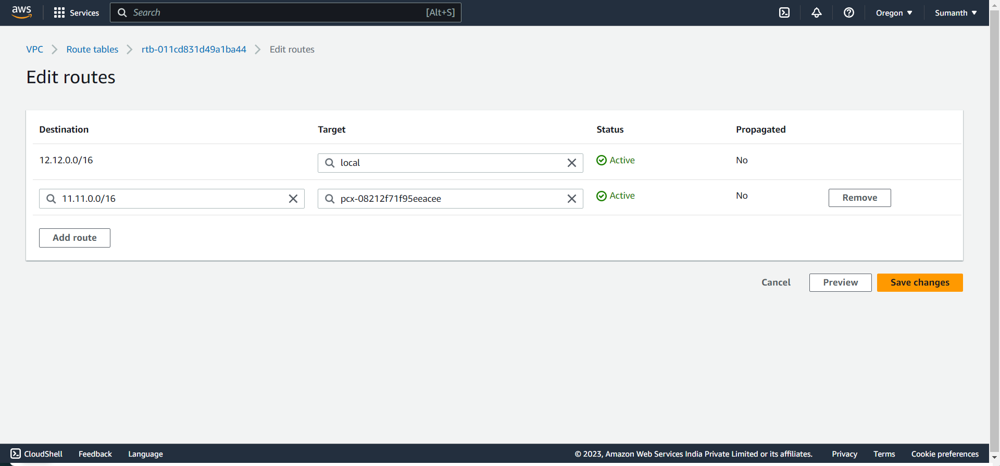 aws Services Search [Alt+S] Oregon Sumanth
VPC Route tables rtb-011cd831d49a1ba44 Edit routes
Edit routes
Destination Target Status Propagated
12.12.0.0/16 local Active No
11.11.0.0/16 pcx-08212f71f95eeacee Active No Remove
Add route
Cancel Preview Save changes
CloudShell Feedback Language © 2023, Amazon Web Services India Private Limited or its affiliates. Privacy Terms Cookie preferences